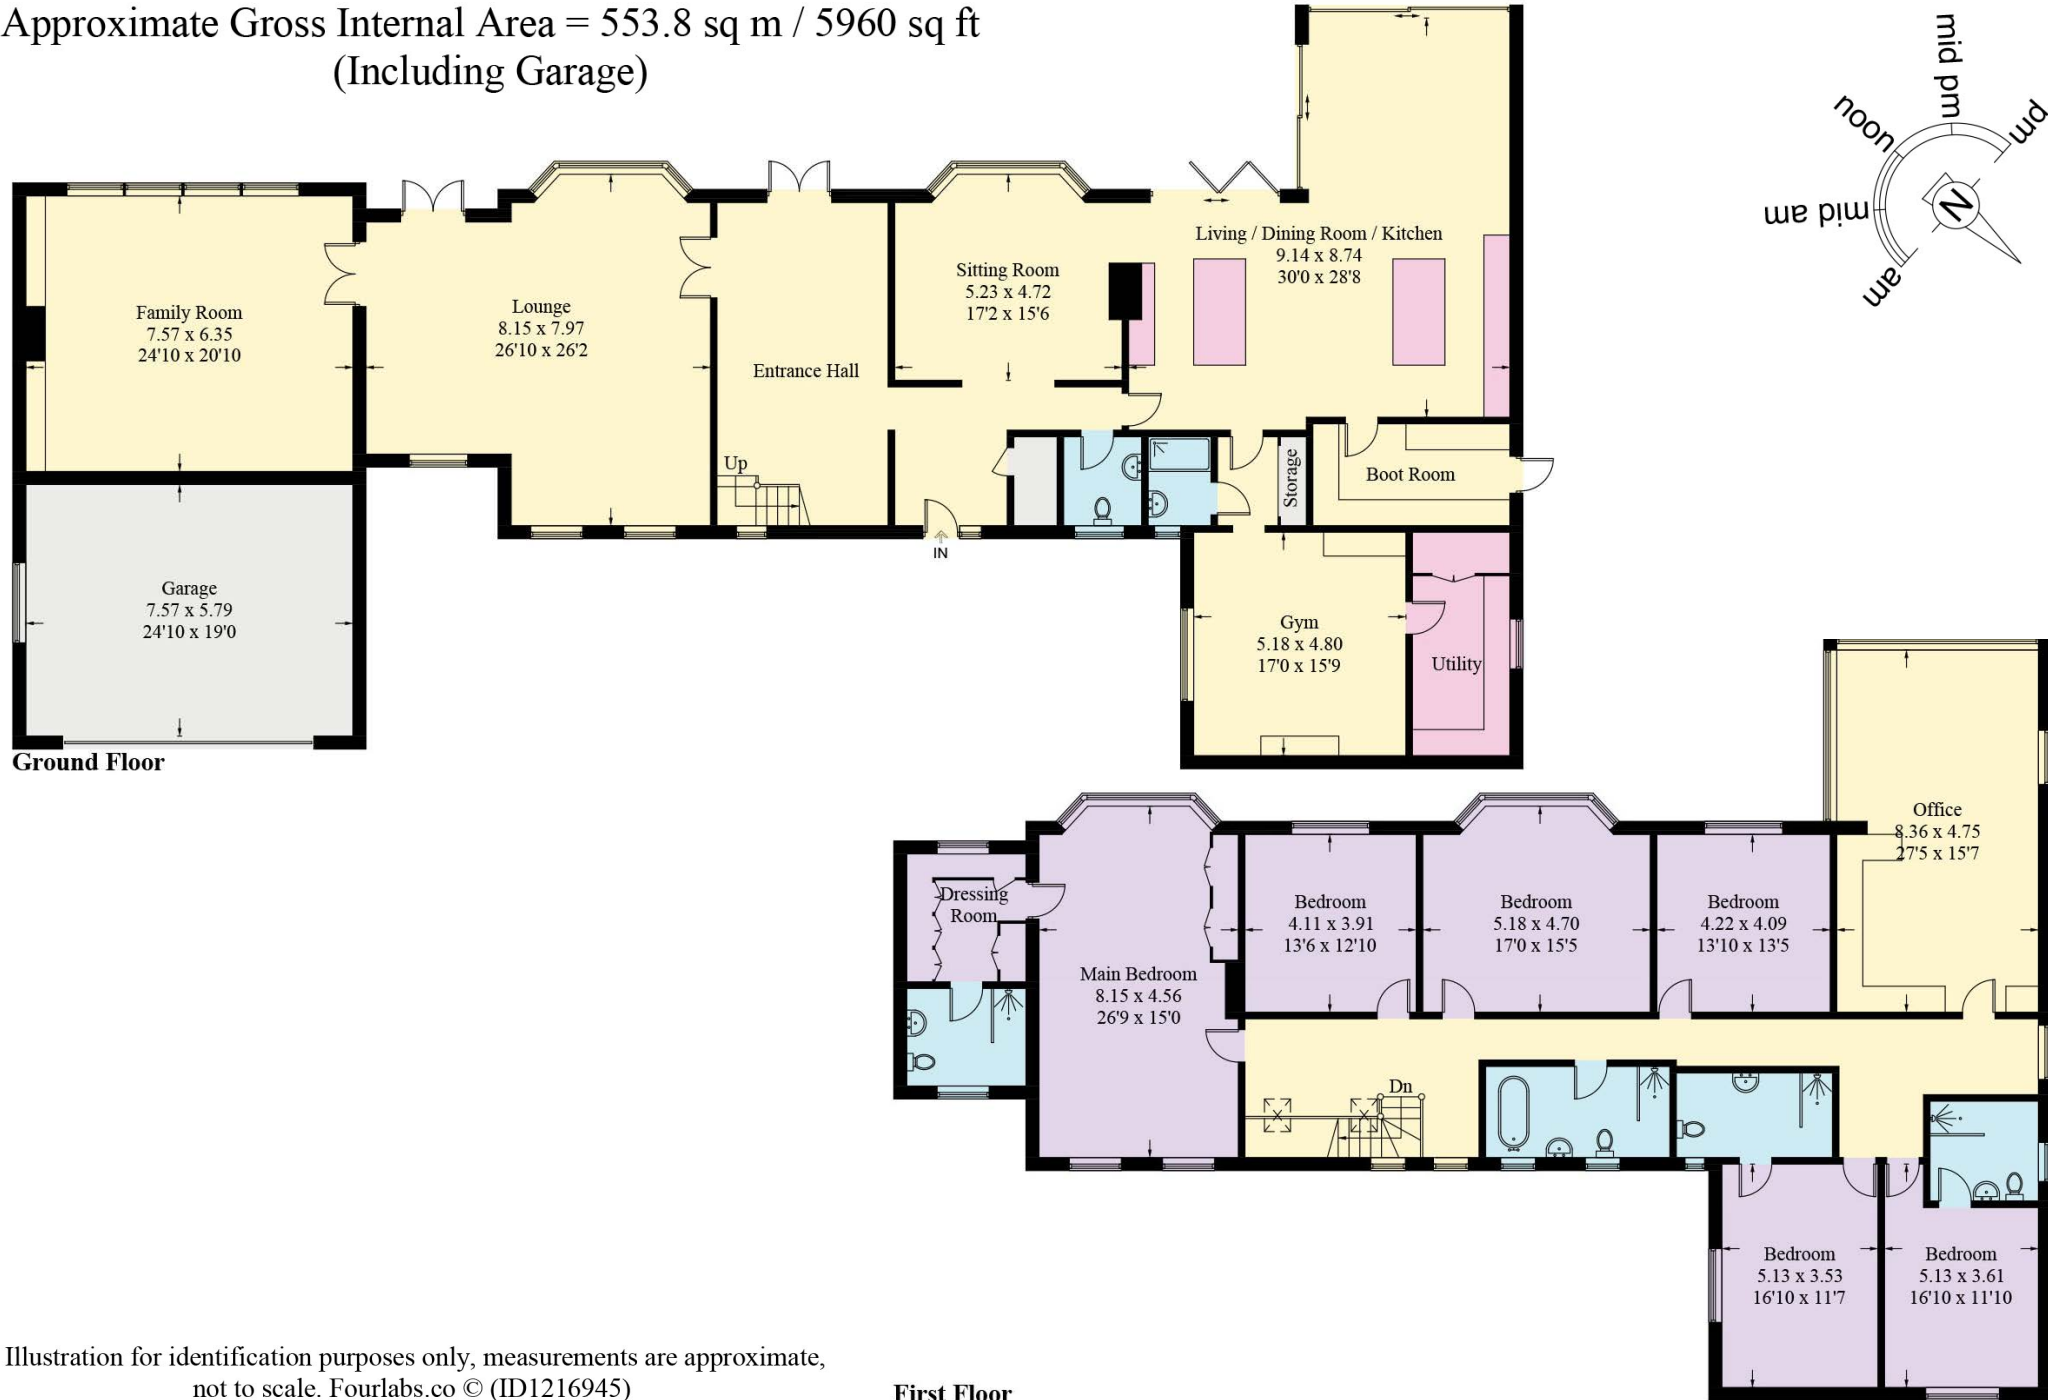 Approximate Gross Internal Area = 553.8 sq m / 5960 sq ft
(Including Garage)
mid pm
pm
noon
mid am
am
N
Family Room
7.57 x 6.35
24'10 x 20'10
Lounge
8.15 x 7.97
26'10 x 26'2
Entrance Hall
Up
Sitting Room
5.23 x 4.72
17'2 x 15'6
Living / Dining Room / Kitchen
9.14 x 8.74
30'0 x 28'8
Storage
Boot Room
IN
Garage
7.57 x 5.79
24'10 x 19'0
Gym
5.18 x 4.80
17'0 x 15'9
Utility
Ground Floor
Dressing
Room
Main Bedroom
8.15 x 4.56
26'9 x 15'0
Bedroom
4.11 x 3.91
13'6 x 12'10
Bedroom
5.18 x 4.70
17'0 x 15'5
Bedroom
4.22 x 4.09
13'10 x 13'5
Office
8.36 x 4.75
27'5 x 15'7
Dn
Bedroom
5.13 x 3.53
16'10 x 11'7
Bedroom
5.13 x 3.61
16'10 x 11'10
Illustration for identification purposes only, measurements are approximate,
not to scale. Fourlabs.co © (ID1216945)
First Floor